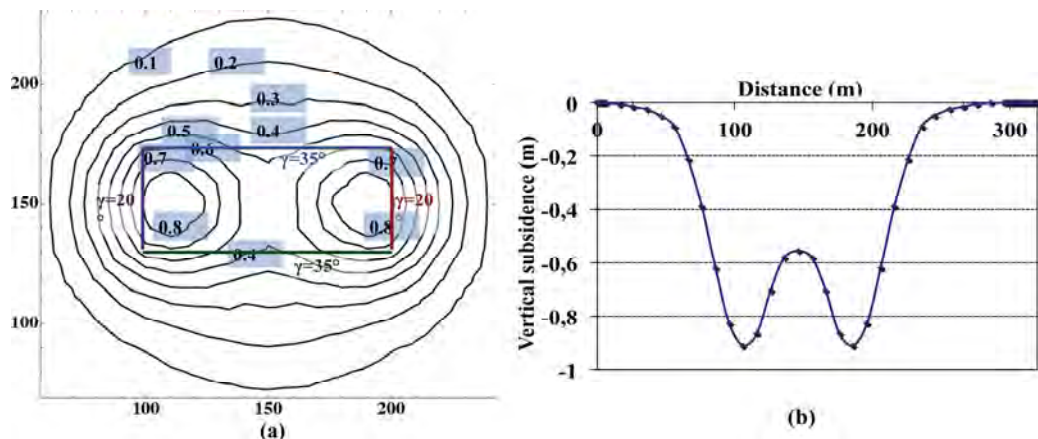 0.1
0.2
0.3
0.5
0.4
0.6
0.7
γ=35°
0.7
γ=20
γ=20
0.8
0.8
0.4
γ=35°
220
150
100
100 150 200
(a)
Distance (m)
0 100 200 300
0
-0,2
-0,4
-0,6
-0,8
-1
Vertical subsidence (m)
(b)